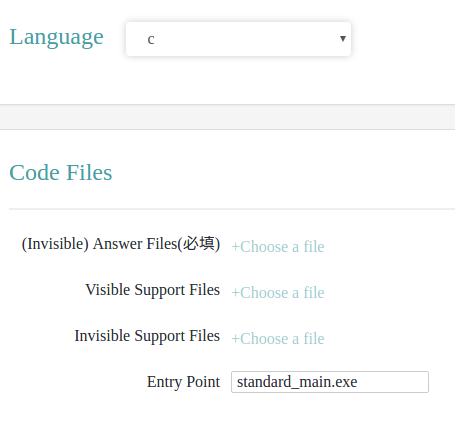 Language c
Code Files
(Invisible) Answer Files(必填) +Choose a file
Visible Support Files +Choose a file
Invisible Support Files +Choose a file
Entry Point standard_main.exe